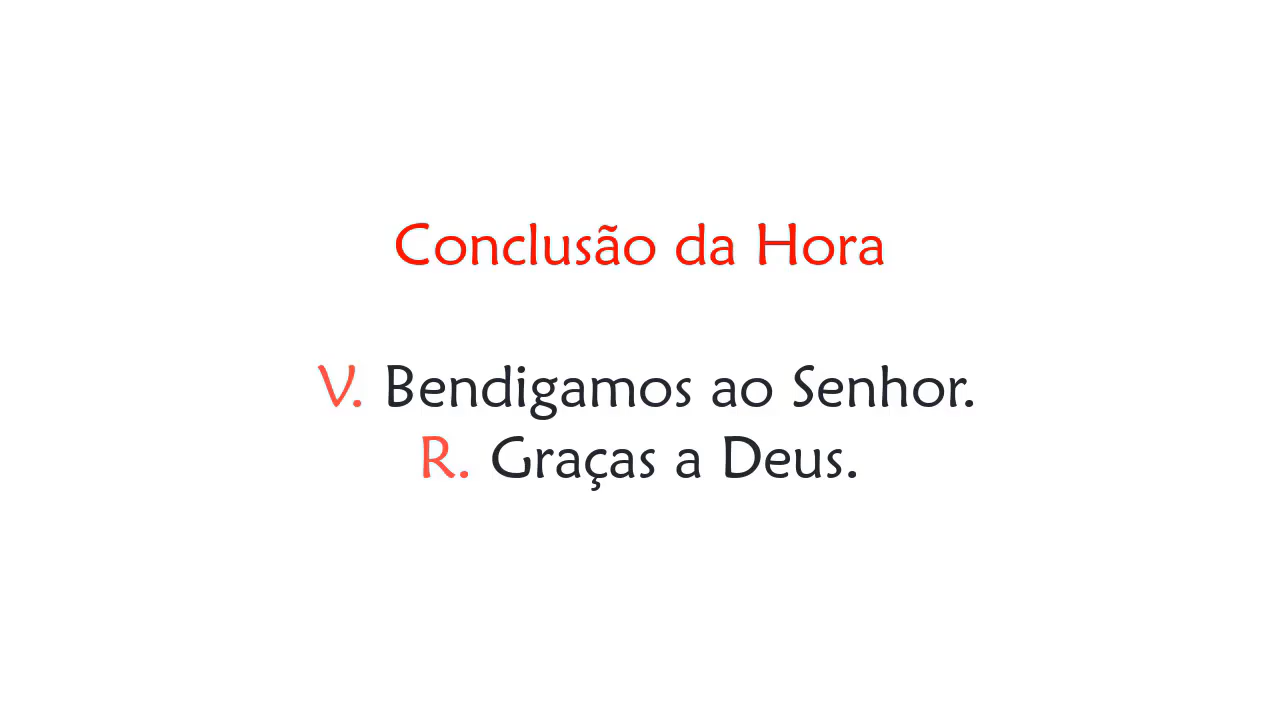 Conclusão da Hora
V. Bendigamos ao Senhor.
R. Graças a Deus.